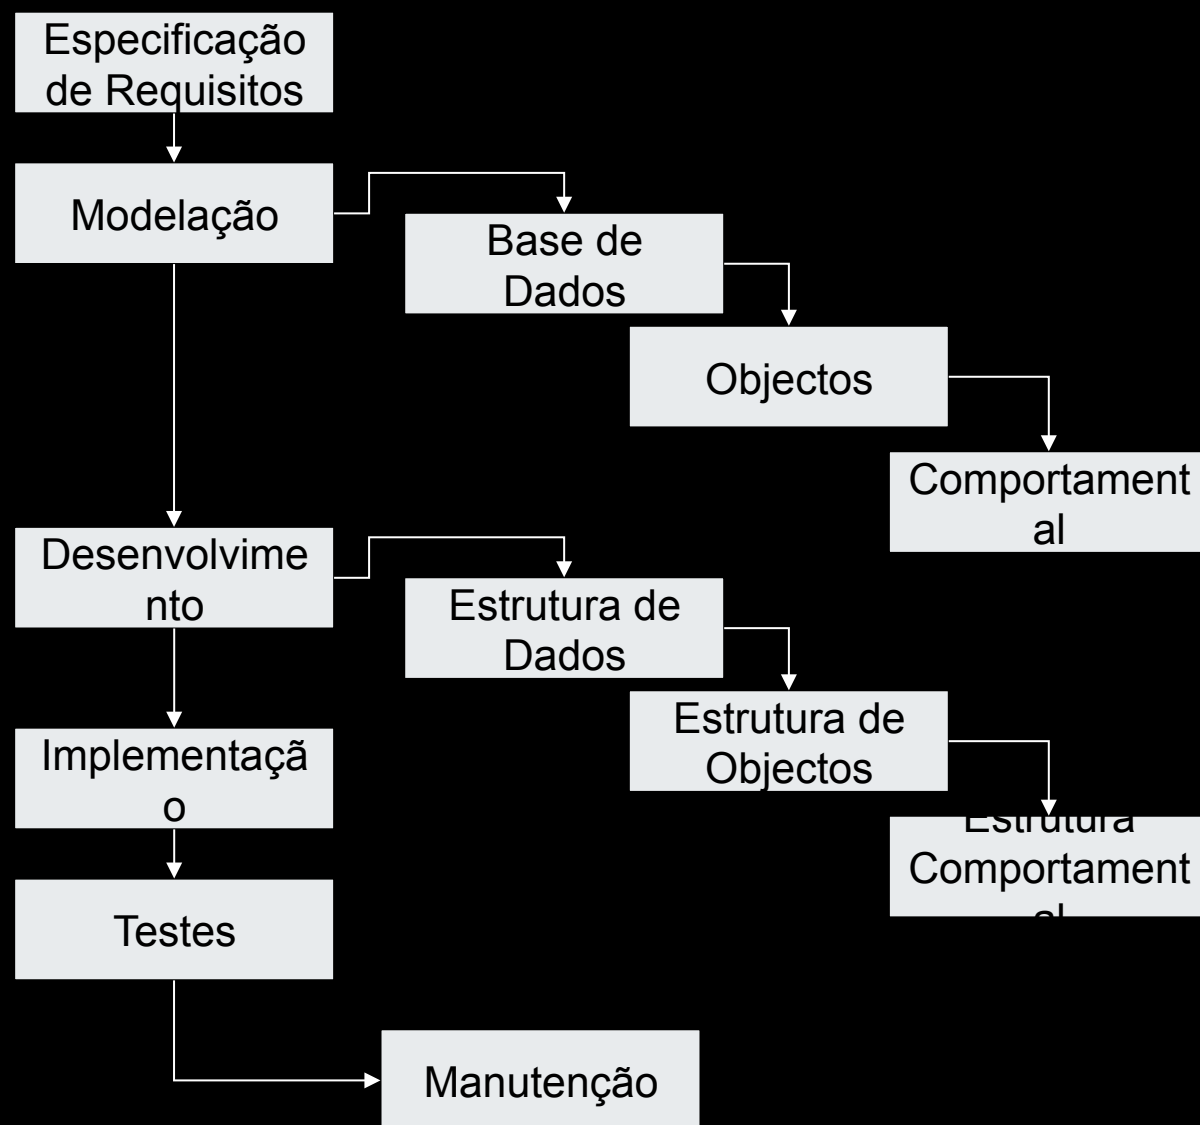 Especificação
de Requisitos
Modelação
Base de
Dados
Objectos
Comportament
al
Desenvolvime
nto
Estrutura de
Dados
Estrutura de
Objectos
Implementaçã
o
Estrutura
Comportament
al
Testes
Manutenção